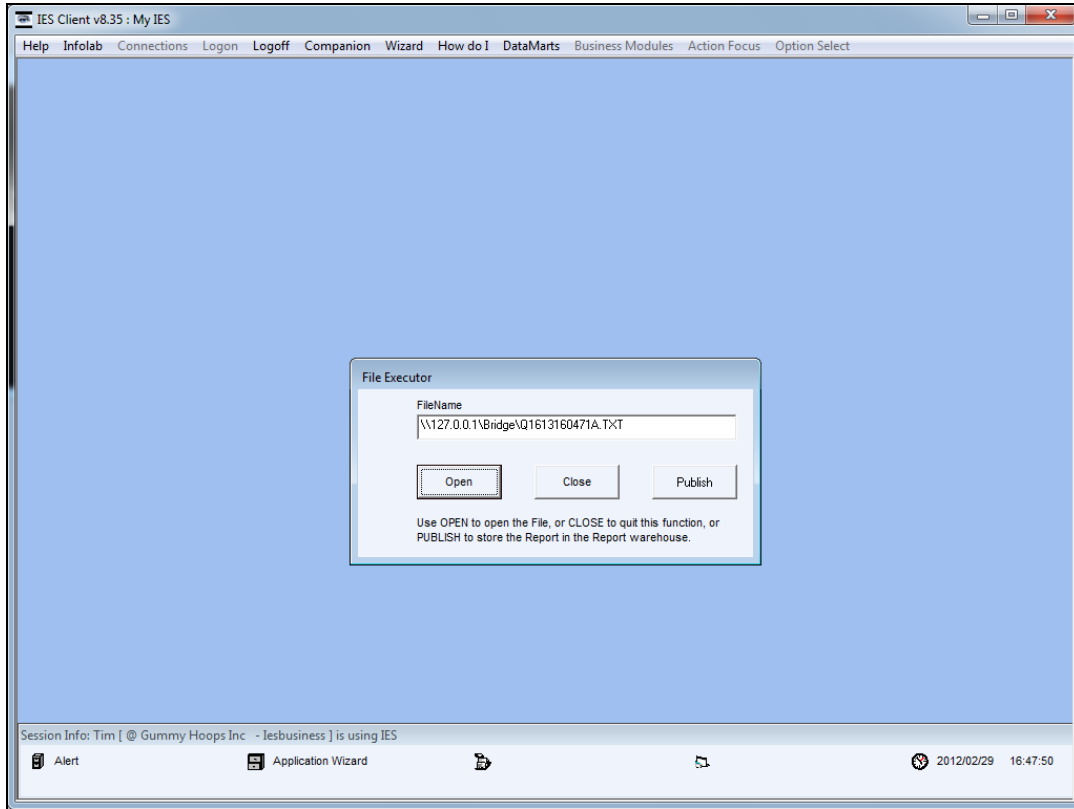 IES Client v8.35 : My IES
Help Infolab Connections Logon Logoff Companion Wizard How do I DataMarts Business Modules Action Focus Option Select
File Executor
FileName
\\127.0.0.1\Bridge\Q1613160471A.TXT
Open Close Publish
Use OPEN to open the File, or CLOSE to quit this function, or
PUBLISH to store the Report in the Report warehouse.
Session Info: Tim [ @ Gummy Hoops Inc - Iesbusiness ] is using IES
Alert Application Wizard 2012/02/29 16:47:50